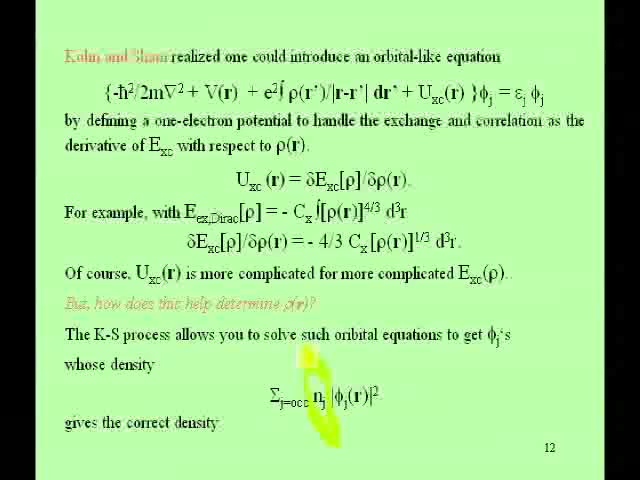 Kohn and Sham realized one could introduce an orbital-like equation
{-ħ²/2m∇² + V(r) + e²∫ ρ(r’)/|r-r’| dr’ + Uxc(r) }ϕj = εj ϕj
by defining a one-electron potential to handle the exchange and correlation as the
derivative of Exc with respect to ρ(r).
Uxc (r) = δExc[ρ]/δρ(r).
For example, with Eex,Dirac[ρ] = - Cx ∫[ρ(r)]4/3 d³r
δExc[ρ]/δρ(r) = - 4/3 Cx [ρ(r)]1/3 d³r.
Of course, Uxc(r) is more complicated for more complicated Exc(ρ)..
But, how does this help determine ρ(r)?
The K-S process allows you to solve such oribital equations to get ϕj‘s
whose density
Σj=occ nj |ϕj(r)|²
gives the correct density
12